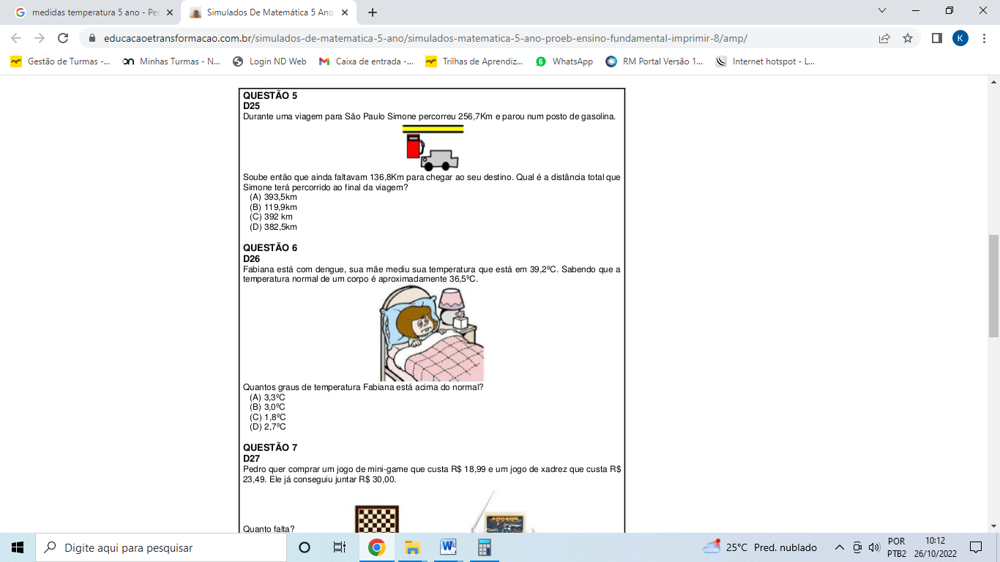 medidas temperatura 5 ano - Pes
Simulados De Matemática 5 Ano
educacaoetransformacao.com.br/simulados-de-matematica-5-ano/simulados-matematica-5-ano-proeb-ensino-fundamental-imprimir-8/amp/
K
Gestão de Turmas -...
Minhas Turmas - N...
Login ND Web
Caixa de entrada -...
Trilhas de Aprendiz...
6
WhatsApp
RM Portal Versão 1...
Internet hotspot - L...
QUESTÃO 5
D25
Durante uma viagem para São Paulo Simone percorreu 256,7Km e parou num posto de gasolina.
Soube então que ainda faltavam 136,8Km para chegar ao seu destino. Qual é a distância total que
Simone terá percorrido ao final da viagem?
(A) 393,5km
(B) 119,9km
(C) 392 km
(D) 382,5km
QUESTÃO 6
D26
Fabiana está com dengue, sua mãe mediu sua temperatura que está em 39,2ºC. Sabendo que a
temperatura normal de um corpo é aproximadamente 36,5ºC.
Quantos graus de temperatura Fabiana está acima do normal?
(A) 3,3ºC
(B) 3,0ºC
(C) 1,8ºC
(D) 2,7ºC
QUESTÃO 7
D27
Pedro quer comprar um jogo de mini-game que custa R$ 18,99 e um jogo de xadrez que custa R$
23,49. Ele já conseguiu juntar R$ 30,00.
ARCADE
Quanto falta?
Digite aqui para pesquisar
25°C Pred. nublado
POR
PTB2
10:12
26/10/2022